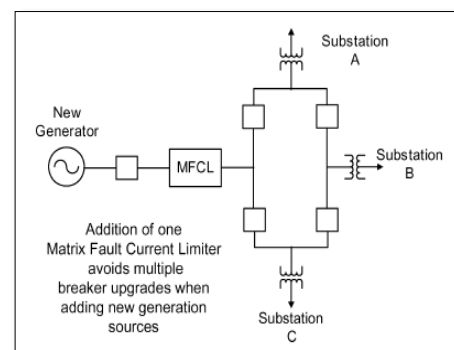 Substation
A
New
Generator
MFCL
Substation
B
Addition of one
Matrix Fault Current Limiter
avoids multiple
breaker upgrades when
adding new generation
sources
Substation
C